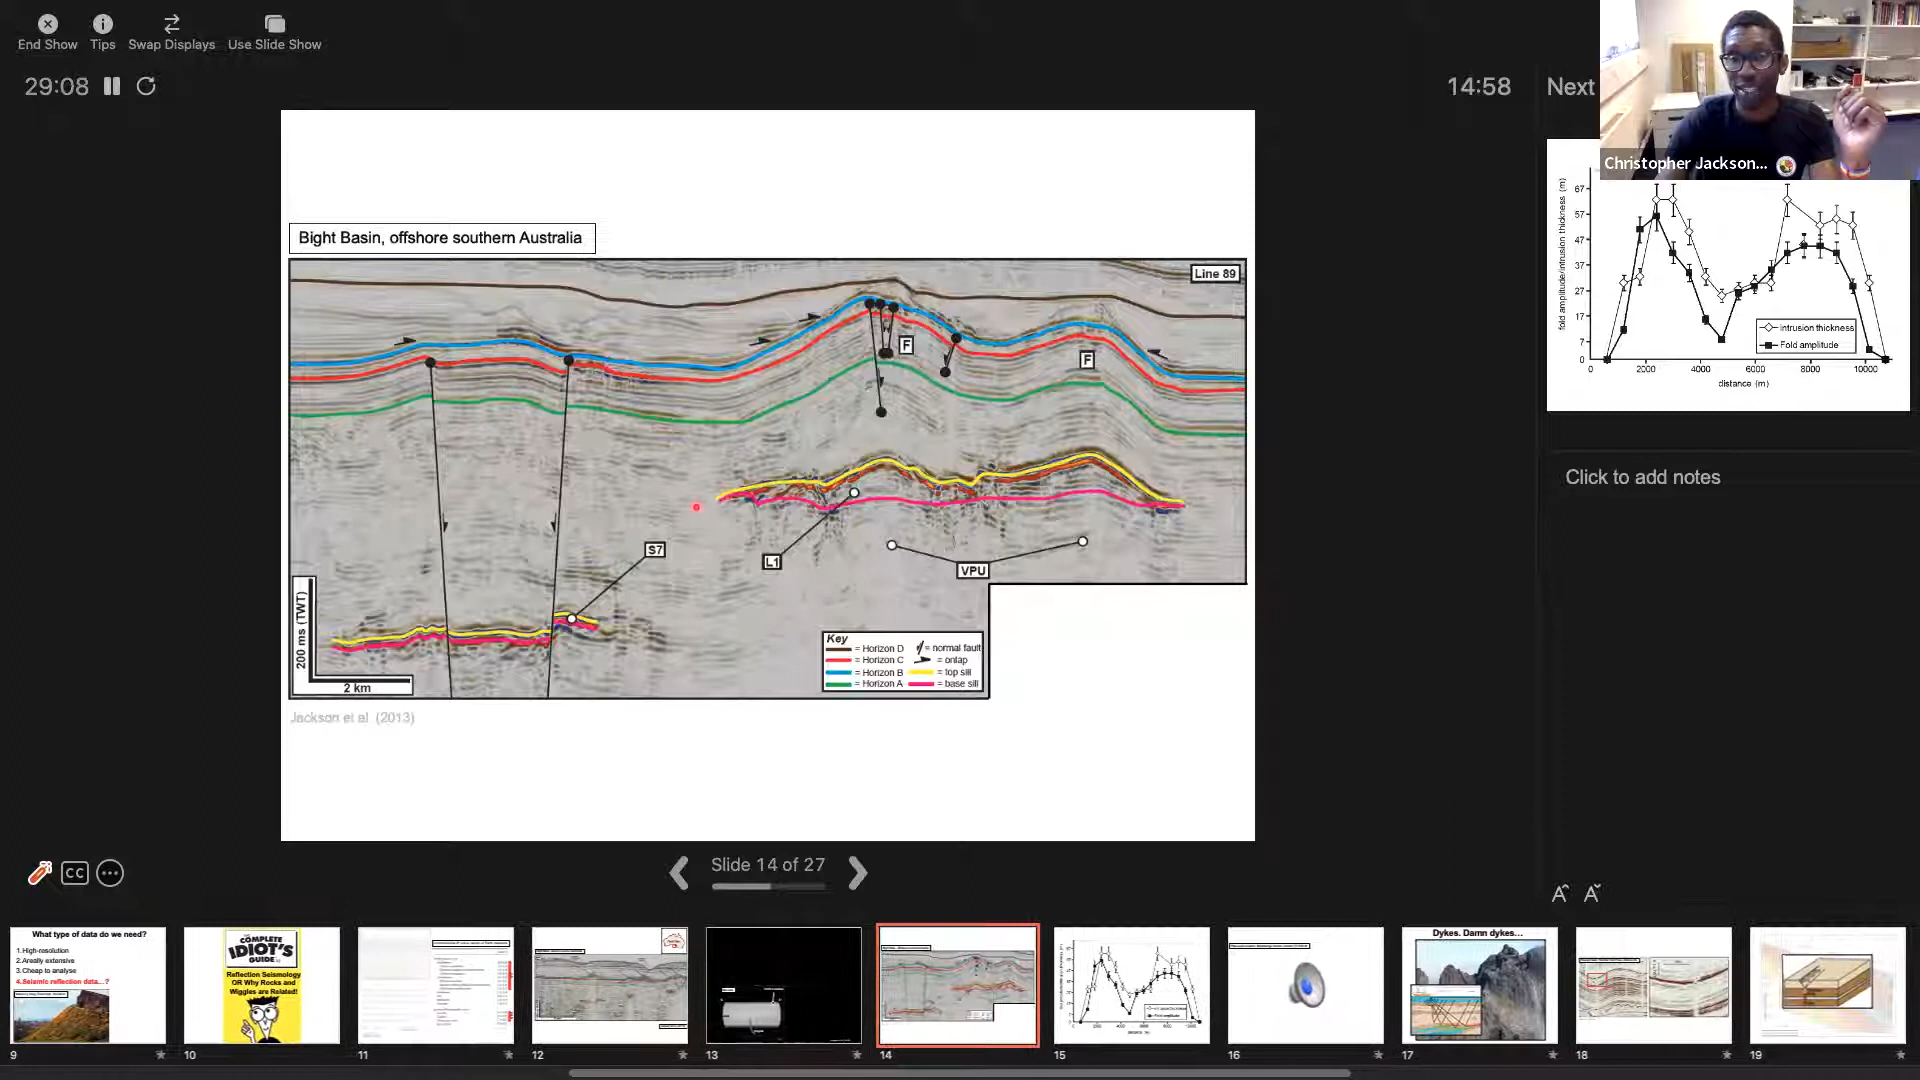 End Show
Tips
Swap Displays
Use Slide Show
29:08
14:58
Next
Christopher Jackson...
Bight Basin, offshore southern Australia
Line 89
F
F
S7
L1
VPU
200 ms (TWT)
2 km
Key
= Horizon D
= normal fault
= Horizon C
= onlap
= Horizon B
= top sill
= Horizon A
= base sill
Jackson et al. (2013)
fold amplitude/intrusion thickness (m)
67
57
47
37
27
17
7
0
0
2000
4000
6000
8000
10000
distance (m)
intrusion thickness
Fold amplitude
Click to add notes
CC
Slide 14 of 27
What type of data do we need?
1. High-resolution
2. Areally extensive
3. Cheap to analyse
4. Seismic reflection data...?
THE COMPLETE
IDIOT'S
GUIDE
Reflection Seismology
OR Why Rocks and
Wiggles are Related!
Dykes. Damn dykes...
9
10
11
12
13
14
15
16
17
18
19